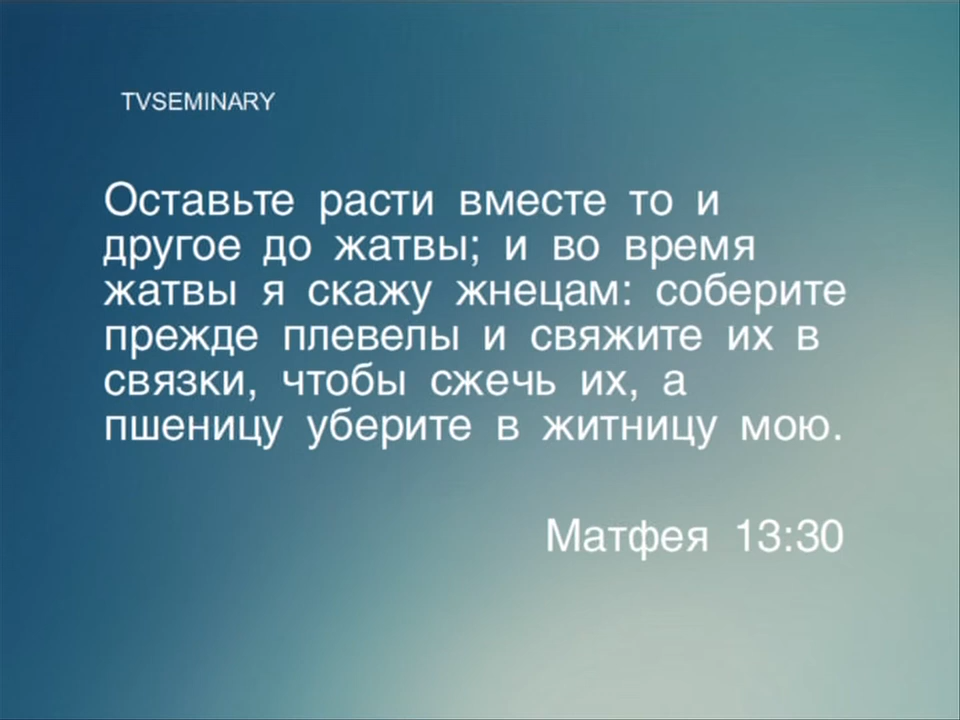 TVSEMINARY
Оставьте расти вместе то и
другое до жатвы; и во время
жатвы я скажу жнецам: соберите
прежде плевелы и свяжите их в
связки, чтобы сжечь их, а
пшеницу уберите в житницу мою.
Матфея 13:30